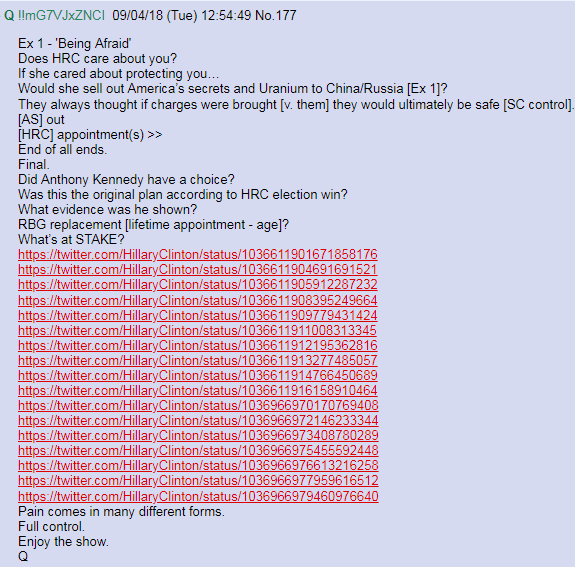 Q !!mG7VJxZNCI 09/04/18 (Tue) 12:54:49 No.177
Ex 1 - 'Being Afraid'
Does HRC care about you?
If she cared about protecting you…
Would she sell out America's secrets and Uranium to China/Russia [Ex 1]?
They always thought if charges were brought [v. them] they would ultimately be safe [SC control].
[AS] out
[HRC] appointment(s) >>
End of all ends.
Final.
Did Anthony Kennedy have a choice?
Was this the original plan according to HRC election win?
What evidence was he shown?
RBG replacement [lifetime appointment - age]?
What's at STAKE?
https://twitter.com/HillaryClinton/status/1036611901671858176
https://twitter.com/HillaryClinton/status/1036611904691691521
https://twitter.com/HillaryClinton/status/1036611905912287232
https://twitter.com/HillaryClinton/status/1036611908395249664
https://twitter.com/HillaryClinton/status/1036611909779431424
https://twitter.com/HillaryClinton/status/1036611911008313345
https://twitter.com/HillaryClinton/status/1036611912195362816
https://twitter.com/HillaryClinton/status/1036611913277485057
https://twitter.com/HillaryClinton/status/1036611914766450689
https://twitter.com/HillaryClinton/status/1036611916158910464
https://twitter.com/HillaryClinton/status/1036966970170769408
https://twitter.com/HillaryClinton/status/1036966972146233344
https://twitter.com/HillaryClinton/status/1036966973408780289
https://twitter.com/HillaryClinton/status/1036966975455592448
https://twitter.com/HillaryClinton/status/1036966976613216258
https://twitter.com/HillaryClinton/status/1036966977959616512
https://twitter.com/HillaryClinton/status/1036966979460976640
Pain comes in many different forms.
Full control.
Enjoy the show.
Q